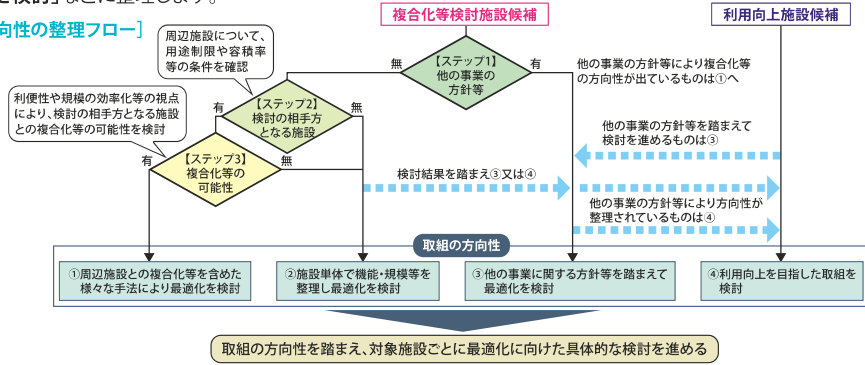 向性の整理フロー］
複合化等検討施設候補
利用向上施設候補
周辺施設について、
用途制限や容積率
等の条件を確認
無
【ステップ1】
他の事業の
方針等
有
他の事業の方針等により複合化等
の方向性が出ているものは①へ
利便性や規模の効率化等の視点
により、検討の相手方となる施設
との複合化等の可能性を検討
有
【ステップ2】
検討の相手方
となる施設
無
他の事業の方針等を踏まえて
検討を進めるものは③
有
【ステップ3】
複合化等の
可能性
無
検討結果を踏まえ③又は④
他の事業の方針等により方向性が
整理されているものは④
取組の方向性
①周辺施設との複合化等を含めた
様々な手法により最適化を検討
②施設単体で機能・規模等を
整理し最適化を検討
③他の事業に関する方針等を踏まえて
最適化を検討
④利用向上を目指した取組を
検討
取組の方向性を踏まえ、対象施設ごとに最適化に向けた具体的な検討を進める